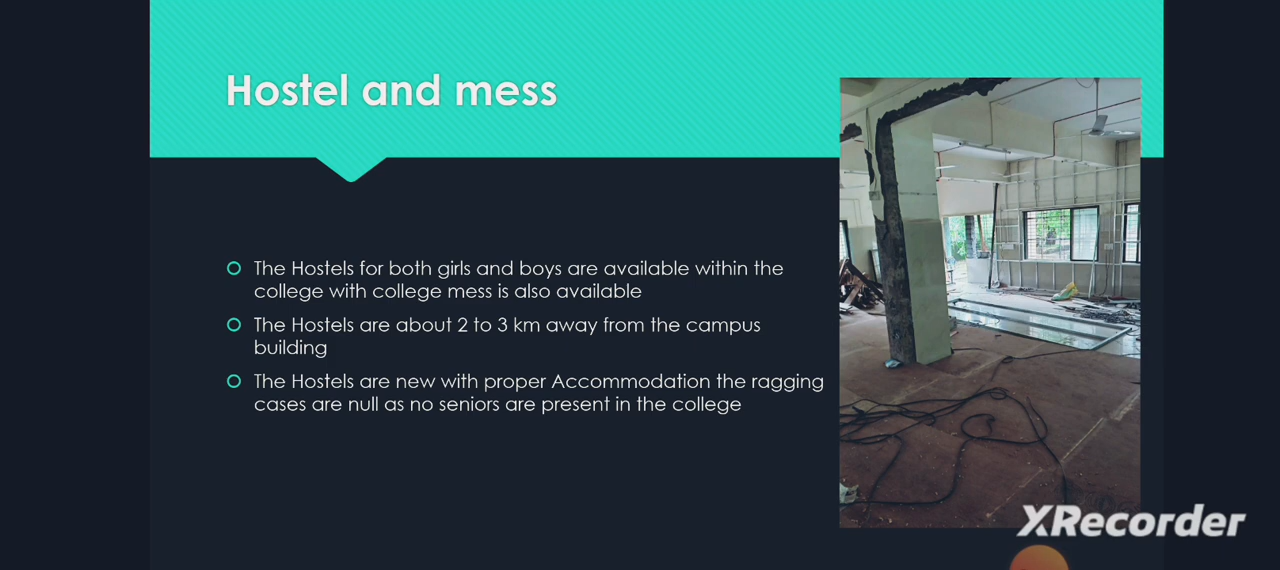 Hostel and mess
The Hostels for both girls and boys are available within the
college with college mess is also available
The Hostels are about 2 to 3 km away from the campus
building
The Hostels are new with proper Accommodation the ragging
cases are null as no seniors are present in the college
XRecorder